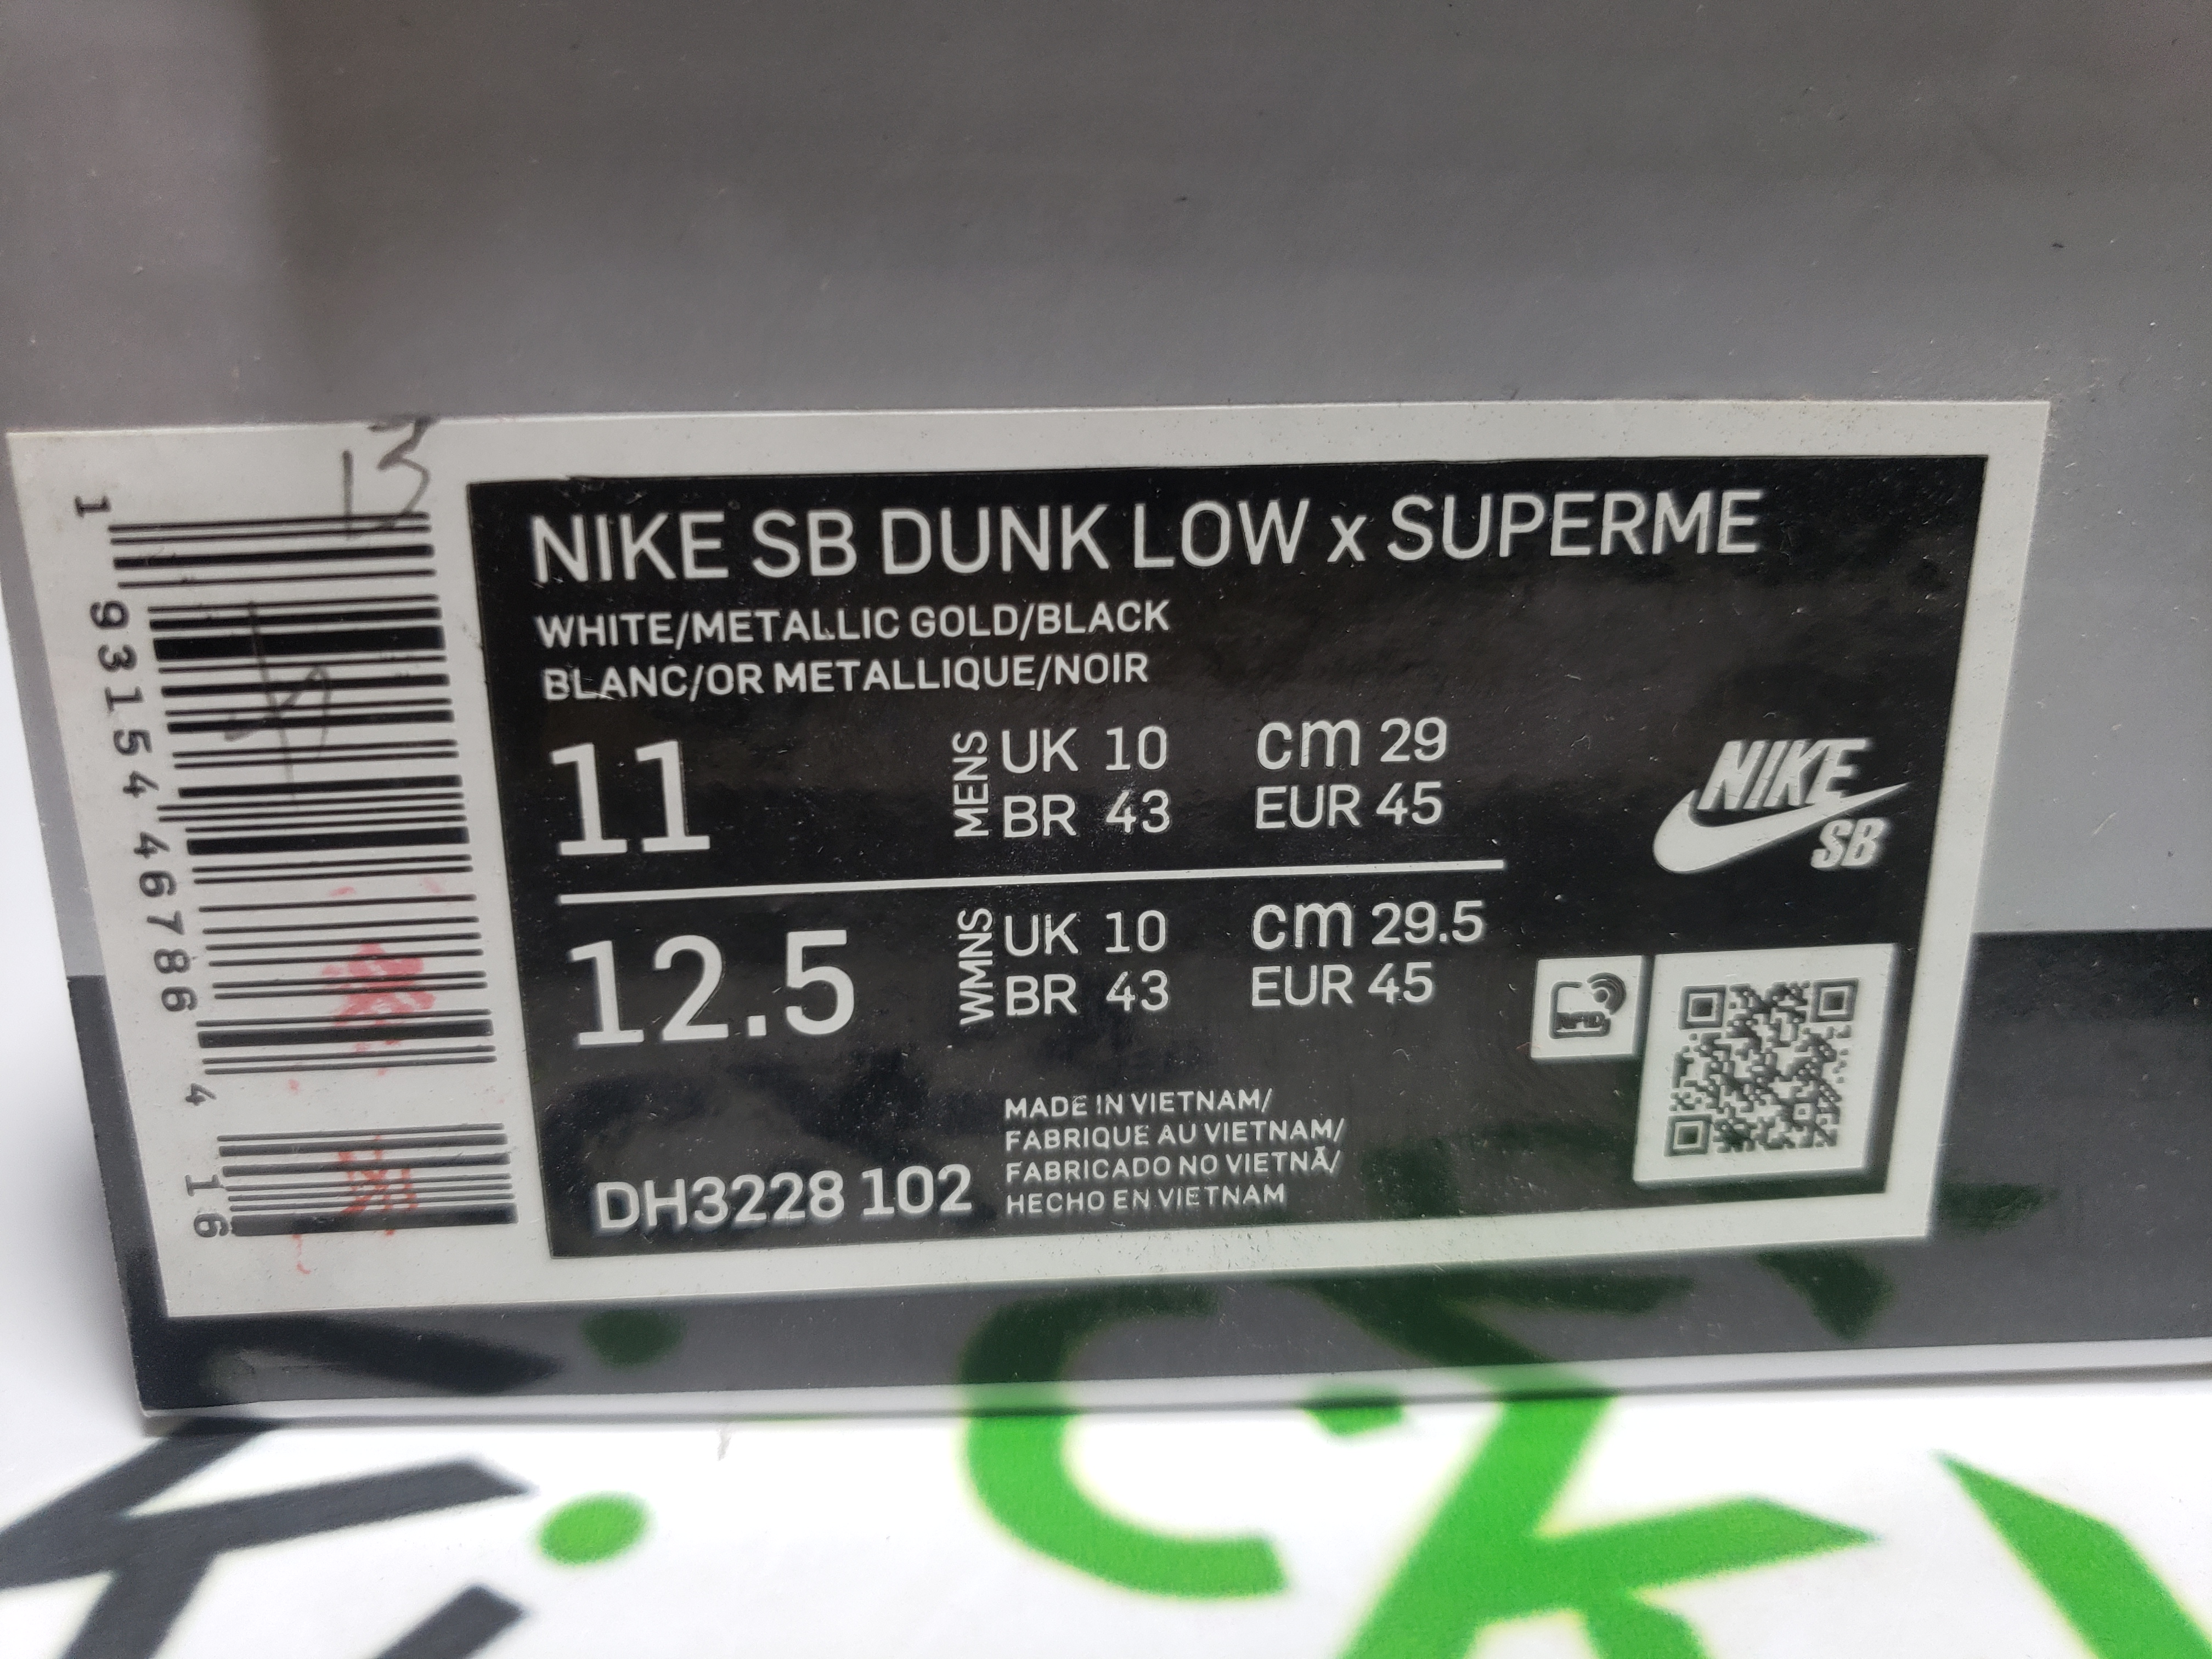 13
1 93154 46786 4 16
NIKE SB DUNK LOW x SUPERME
WHITE/METALLIC GOLD/BLACK
BLANC/OR METALLIQUE/NOIR
11 MENS UK 10 cm 29
BR 43 EUR 45
12.5 WMNS UK 10 cm 29.5
BR 43 EUR 45
NIKE
SB
MADE IN VIETNAM/
FABRIQUE AU VIETNAM/
FABRICADO NO VIETNÃ/
HECHO EN VIETNAM
DH3228 102